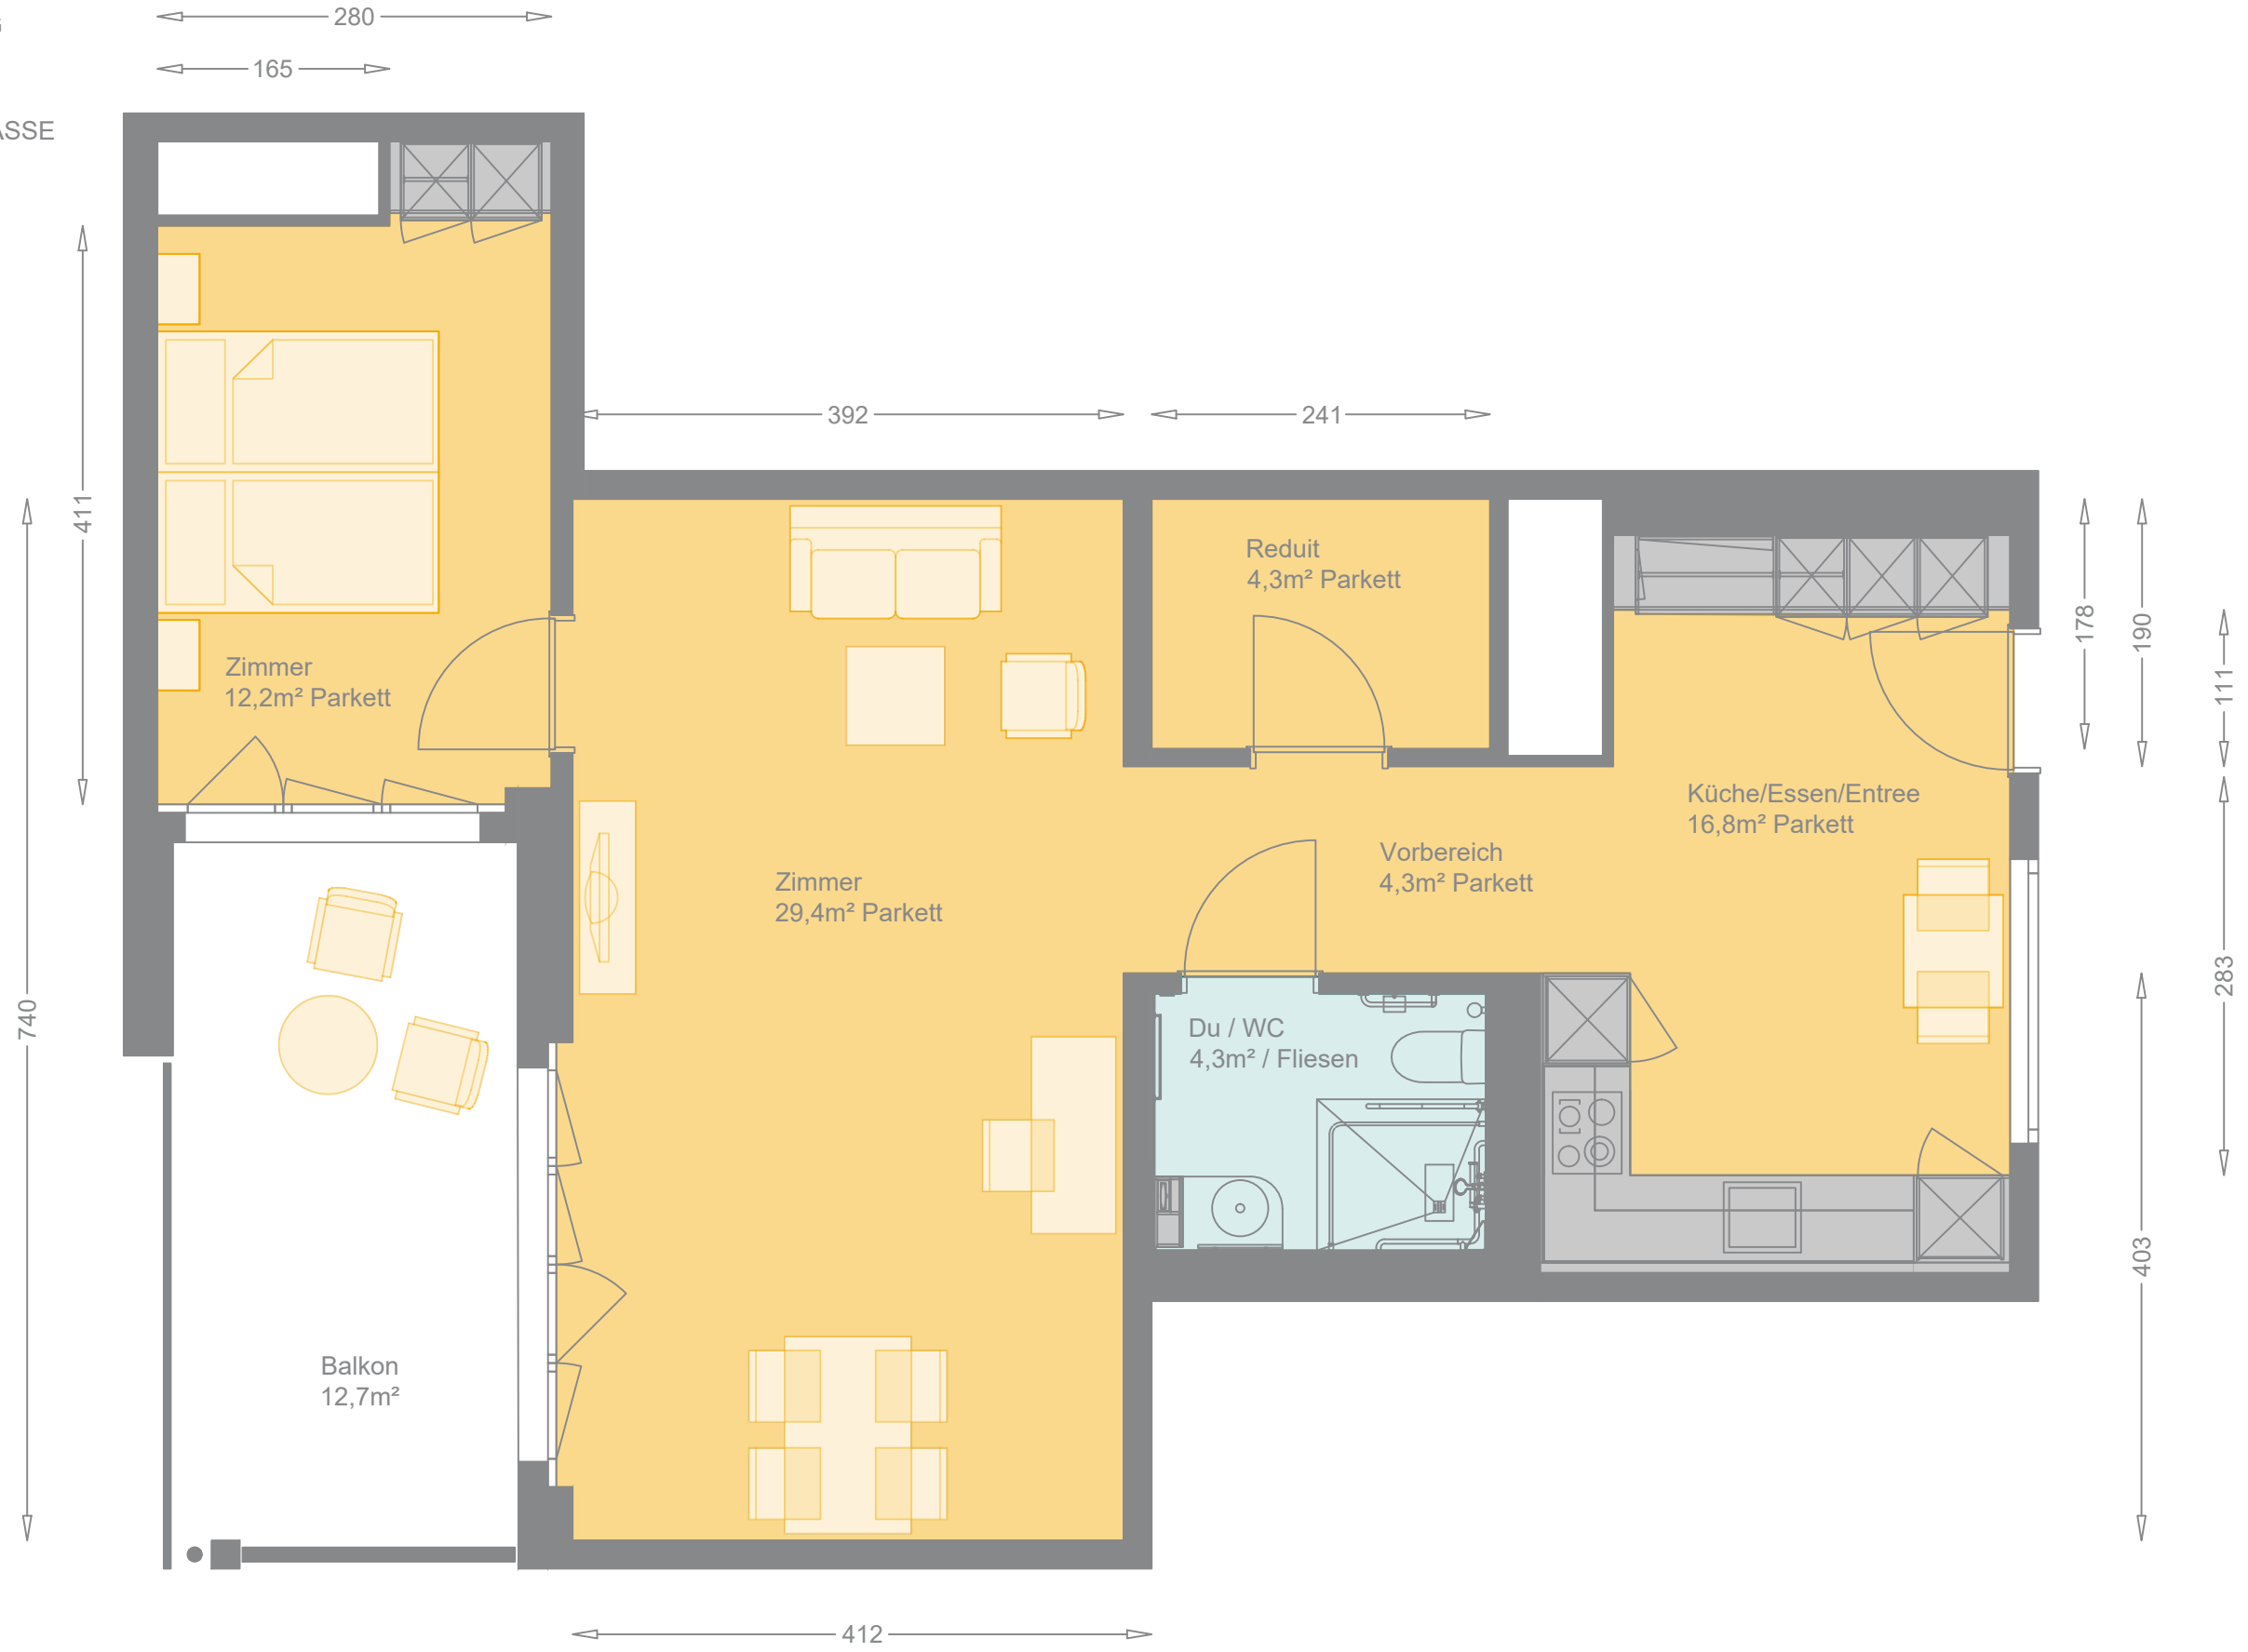 280
165
ASSE
392
241
411
740
Reduit
4,3m² Parkett
178
190
111
Zimmer
12,2m² Parkett
Küche/Essen/Entree
16,8m² Parkett
Vorbereich
4,3m² Parkett
Zimmer
29,4m² Parkett
283
Du / WC
4,3m² / Fliesen
403
Balkon
12,7m²
412